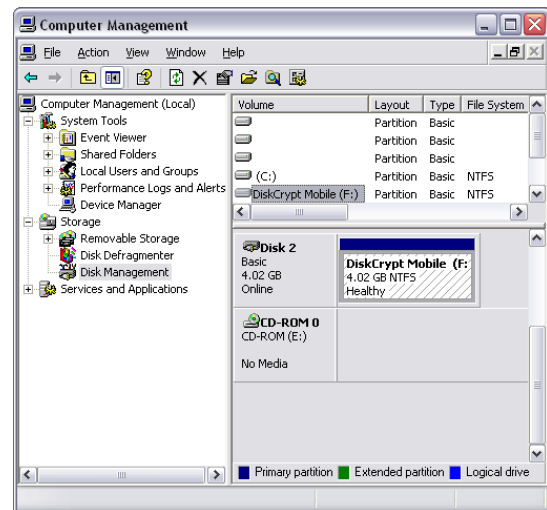 Computer Management
File Action View Window Help
Computer Management (Local)
System Tools
Event Viewer
Shared Folders
Local Users and Groups
Performance Logs and Alerts
Device Manager
Storage
Removable Storage
Disk Defragmenter
Disk Management
Services and Applications
Volume Layout Type File System
Partition Basic
Partition Basic
Partition Basic
(C:) Partition Basic NTFS
DiskCrypt Mobile (F:) Partition Basic NTFS
Disk 2
Basic
4.02 GB
Online
DiskCrypt Mobile (F:
4.02 GB NTFS
Healthy
CD-ROM 0
CD-ROM (E:)
No Media
Primary partition Extended partition Logical drive